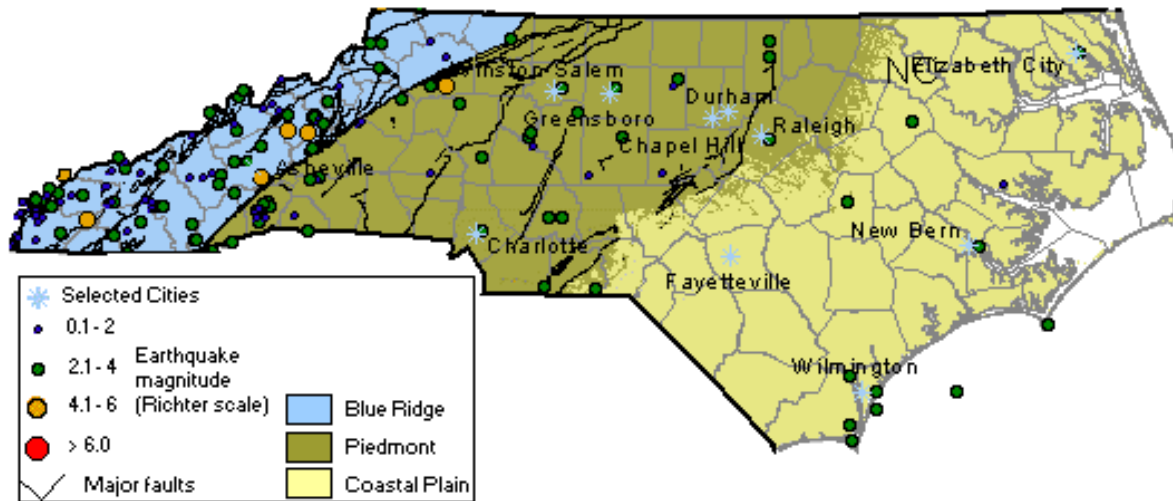 NC
Elizabeth City
Winston-Salem
Durham
Greensboro
Raleigh
Chapel Hill
Asheville
New Bern
Charlotte
Fayetteville
Wilmington
Selected Cities
0.1 - 2
2.1 - 4 Earthquake
magnitude
4.1 - 6 (Richter scale)
> 6.0
Major faults
Blue Ridge
Piedmont
Coastal Plain